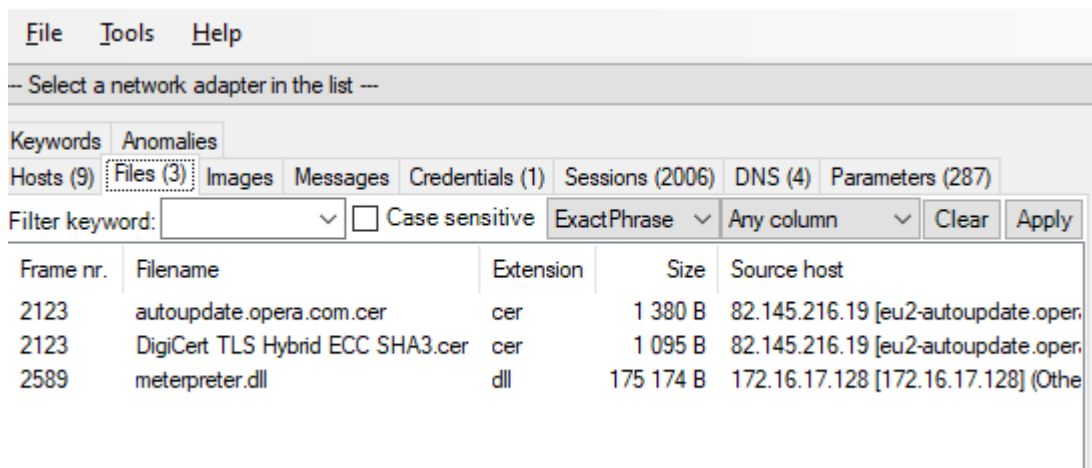 File Tools Help
-- Select a network adapter in the list ---
Keywords Anomalies
Hosts (9) Files (3) Images Messages Credentials (1) Sessions (2006) DNS (4) Parameters (287)
Filter keyword: Case sensitive ExactPhrase Any column Clear Apply
Frame nr. Filename Extension Size Source host
2123 autoupdate.opera.com.cer cer 1 380 B 82.145.216.19 [eu2-autoupdate.oper
2123 DigiCert TLS Hybrid ECC SHA3.cer cer 1 095 B 82.145.216.19 [eu2-autoupdate.oper
2589 meterpreter.dll dll 175 174 B 172.16.17.128 [172.16.17.128] (Othe